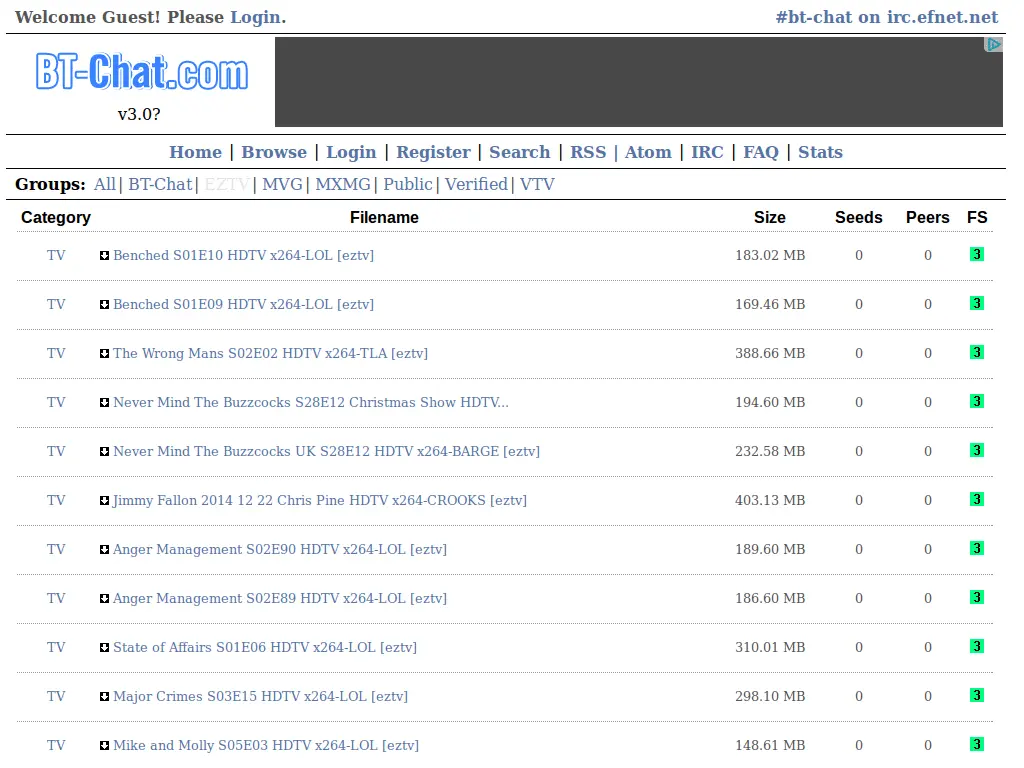 Welcome Guest! Please Login. #bt-chat on irc.efnet.net
BT-Chat.com
v3.0?
Home | Browse | Login | Register | Search | RSS | Atom | IRC | FAQ | Stats
Groups: All | BT-Chat | EZTV | MVG | MXMG | Public | Verified | VTV
Category Filename Size Seeds Peers FS
TV Benched S01E10 HDTV x264-LOL [eztv] 183.02 MB 0 0 3
TV Benched S01E09 HDTV x264-LOL [eztv] 169.46 MB 0 0 3
TV The Wrong Mans S02E02 HDTV x264-TLA [eztv] 388.66 MB 0 0 3
TV Never Mind The Buzzcocks S28E12 Christmas Show HDTV... 194.60 MB 0 0 3
TV Never Mind The Buzzcocks UK S28E12 HDTV x264-BARGE [eztv] 232.58 MB 0 0 3
TV Jimmy Fallon 2014 12 22 Chris Pine HDTV x264-CROOKS [eztv] 403.13 MB 0 0 3
TV Anger Management S02E90 HDTV x264-LOL [eztv] 189.60 MB 0 0 3
TV Anger Management S02E89 HDTV x264-LOL [eztv] 186.60 MB 0 0 3
TV State of Affairs S01E06 HDTV x264-LOL [eztv] 310.01 MB 0 0 3
TV Major Crimes S03E15 HDTV x264-LOL [eztv] 298.10 MB 0 0 3
TV Mike and Molly S05E03 HDTV x264-LOL [eztv] 148.61 MB 0 0 3